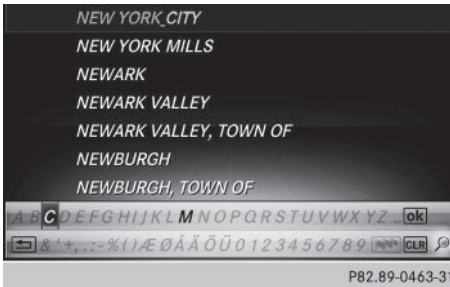 NEW YORK CITY
NEW YORK MILLS
NEWARK
NEWARK VALLEY
NEWARK VALLEY, TOWN OF
NEWBURGH
NEWBURGH, TOWN OF
A B C D E F G H I J K L M N O P Q R S T U V W X Y Z _ ok
& ' + , . : - % ( ) Æ Ø Å Ä Ö Ü 0 1 2 3 4 5 6 7 8 9 CLR
P82.89-0463-31